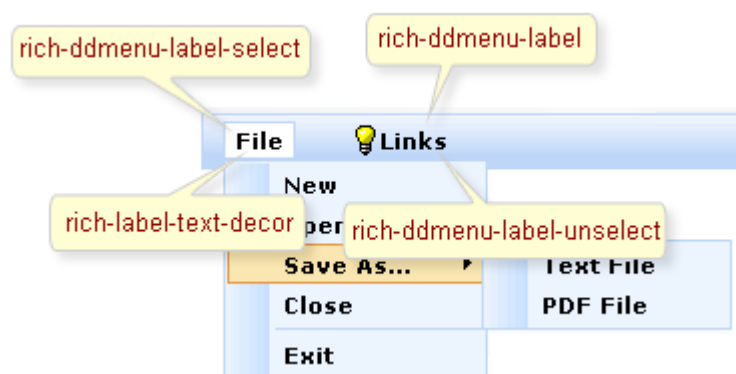 rich-ddmenu-label-select
rich-ddmenu-label
File
Links
New
rich-label-text-decor
rich-ddmenu-label-unselect
Save As...
Text File
Close
PDF File
Exit